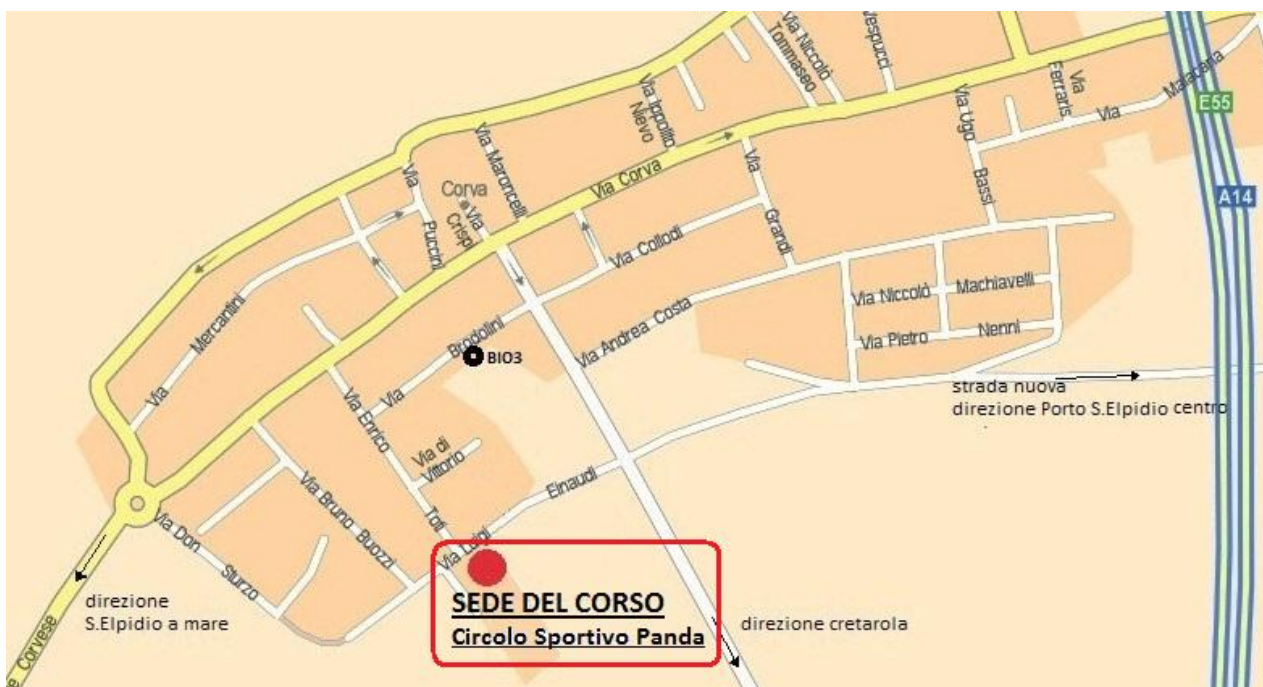 Via Niccolò
Tommaseo
Vespucci
Via
Ferraris
Via
Malagana
E55
Via Ippolito
Nievo
Via Ugo
Bassi
Via Maroncelli
Via Corva
Via
Puccini
Corva
Via
Crispi
Via
Grandi
A14
Via Collodi
Via
Mercantini
Via Niccolò
Machiavelli
Via Andrea Costa
Via Pietro
Nenni
Via
Brodolini
BIO3
strada nuova
direzione Porto S.Elpidio centro
Via Enrico
Toti
Via di
Vittorio
Via Bruno Buozzi
Via Luigi
Einaudi
Via Don
Sturzo
direzione
S.Elpidio a mare
SEDE DEL CORSO
Circolo Sportivo Panda
direzione cretarola
e Corvese